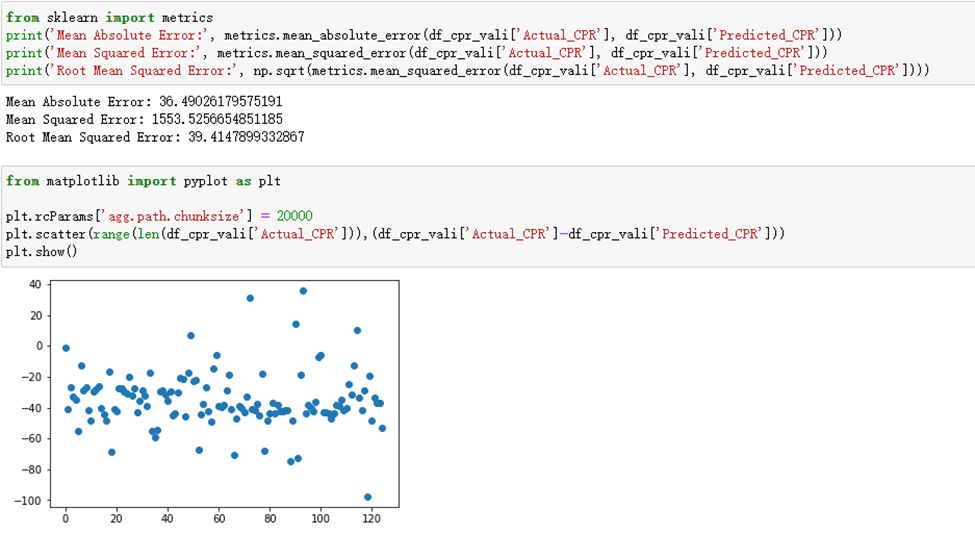 from sklearn import metrics
print('Mean Absolute Error:', metrics.mean_absolute_error(df_cpr_vali['Actual_CPR'], df_cpr_vali['Predicted_CPR']))
print('Mean Squared Error:', metrics.mean_squared_error(df_cpr_vali['Actual_CPR'], df_cpr_vali['Predicted_CPR']))
print('Root Mean Squared Error:', np.sqrt(metrics.mean_squared_error(df_cpr_vali['Actual_CPR'], df_cpr_vali['Predicted_CPR'])))
Mean Absolute Error: 36.49026179575191
Mean Squared Error: 1553.5256654851185
Root Mean Squared Error: 39.4147899332867
from matplotlib import pyplot as plt
plt.rcParams['agg.path.chunksize'] = 20000
plt.scatter(range(len(df_cpr_vali['Actual_CPR'])),(df_cpr_vali['Actual_CPR']-df_cpr_vali['Predicted_CPR']))
plt.show()
40
20
0
−20
−40
−60
−80
−100
0 20 40 60 80 100 120